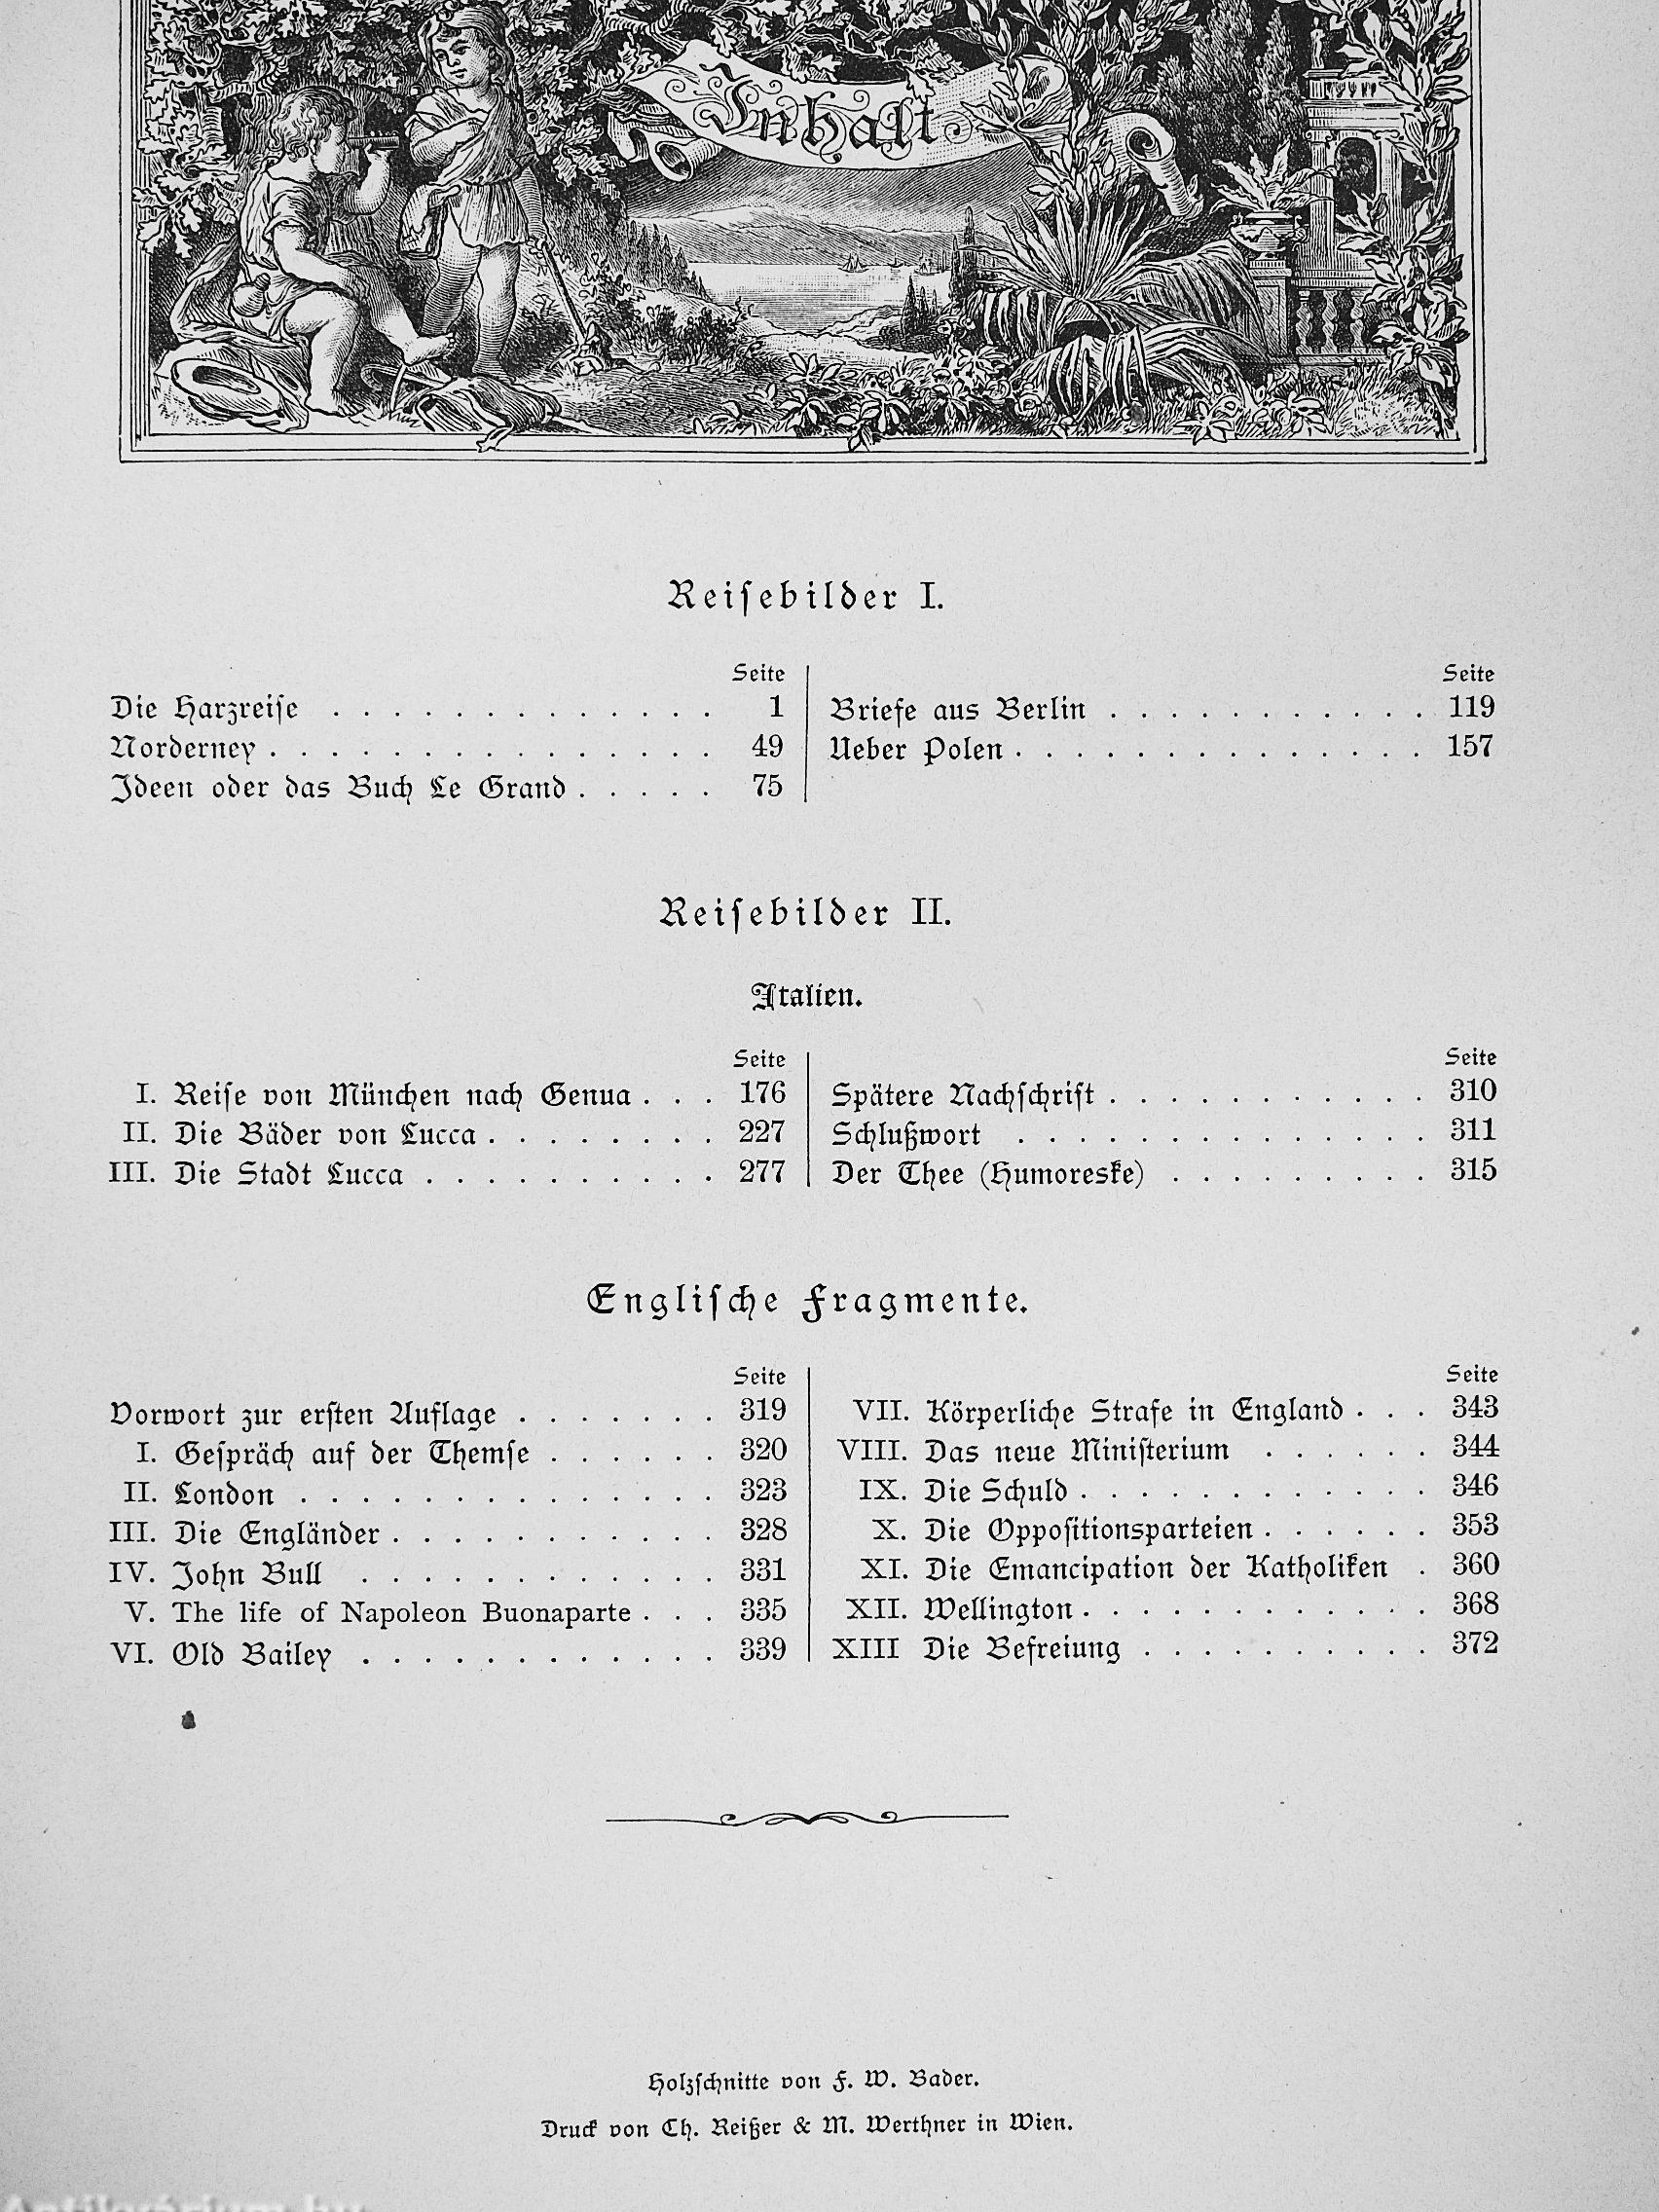 Inhalt
Reisebilder I.
Seite
Die Harzreise . . . . . . . . . . . . . 1
Norderney . . . . . . . . . . . . . . . 49
Ideen oder das Buch Le Grand . . . . . 75
Seite
Briefe aus Berlin . . . . . . . . . . . 119
Ueber Polen . . . . . . . . . . . . . . 157
Reisebilder II.
Italien.
Seite
I. Reise von München nach Genua . . . 176
II. Die Bäder von Lucca . . . . . . . . 227
III. Die Stadt Lucca . . . . . . . . . . 277
Seite
Spätere Nachschrift . . . . . . . . . . . 310
Schlußwort . . . . . . . . . . . . . . 311
Der Thee (Humoreske) . . . . . . . . . 315
Englische Fragmente.
Seite
Vorwort zur ersten Auflage . . . . . . . 319
I. Gespräch auf der Themse . . . . . . 320
II. London . . . . . . . . . . . . . . 323
III. Die Engländer . . . . . . . . . . . 328
IV. John Bull . . . . . . . . . . . . 331
V. The life of Napoleon Buonaparte . . . 335
VI. Old Bailey . . . . . . . . . . . . 339
Seite
VII. Körperliche Strafe in England . . . 343
VIII. Das neue Ministerium . . . . . . 344
IX. Die Schuld . . . . . . . . . . . . 346
X. Die Oppositionsparteien . . . . . . 353
XI. Die Emancipation der Katholiken . 360
XII. Wellington . . . . . . . . . . . . 368
XIII Die Befreiung . . . . . . . . . . 372
Holzschnitte von F. W. Bader.
Druck von Ch. Reißer & M. Werthner in Wien.